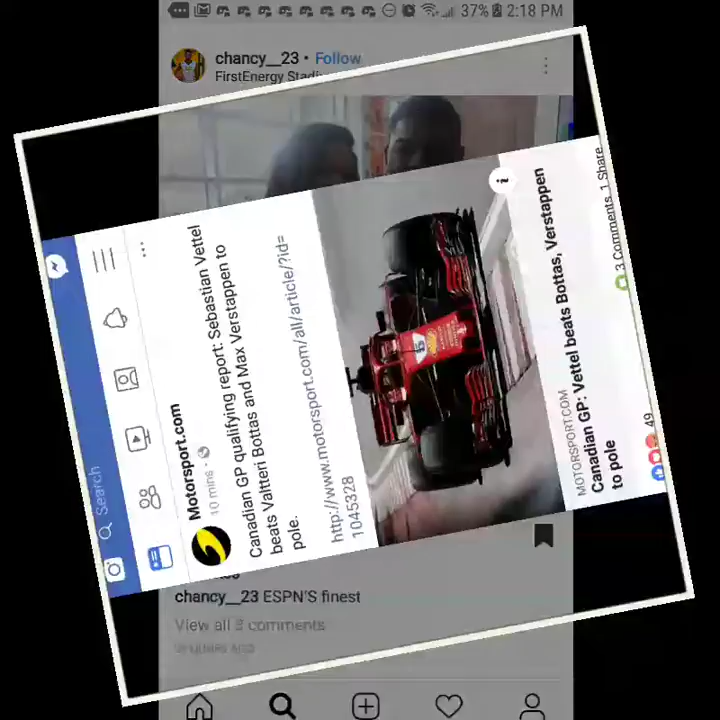 37% 2:18 PM
chancy__23 • Follow
FirstEnergy
Search
Motorsport.com
10 mins
Canadian GP qualifying report: Sebastian Vettel
beats Valtteri Bottas and Max Verstappen to
pole.
http://www.motorsport.com/all/article/?id=
1045328
MOTORSPORT.COM
Canadian GP: Vettel beats Bottas, Verstappen
to pole
49
3 Comments 1 Share
chancy__23 ESPN'S finest
View all 3 comments